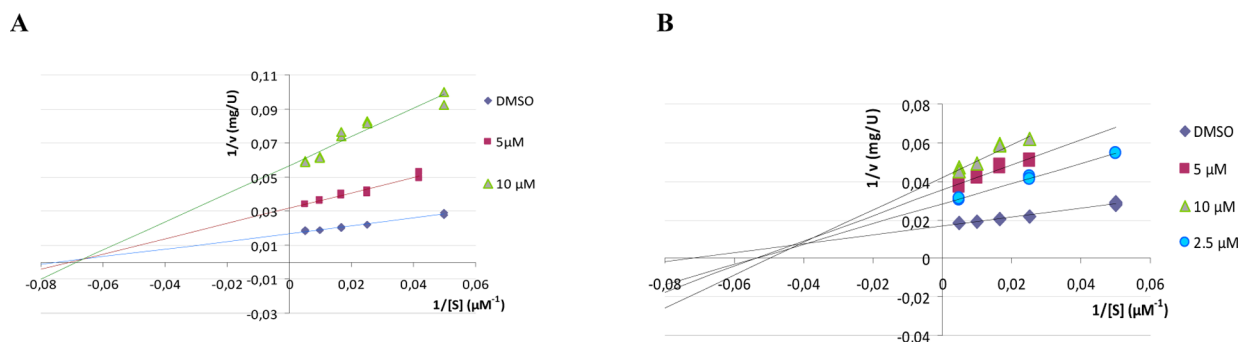 A
0,11
0,09
0,07
0,05
0,03
0,01
-0,01
-0,03
-0,08 -0,06 -0,04 -0,02 0 0,02 0,04 0,06
1/v (mg/U)
1/[S] (µM-1)
DMSO
5µM
10 µM
B
0,08
0,06
0,04
0,02
0
-0,02
-0,04
-0,08 -0,06 -0,04 -0,02 0 0,02 0,04 0,06
1/v (mg/U)
1/[S] (µM-1)
DMSO
5 µM
10 µM
2.5 µM